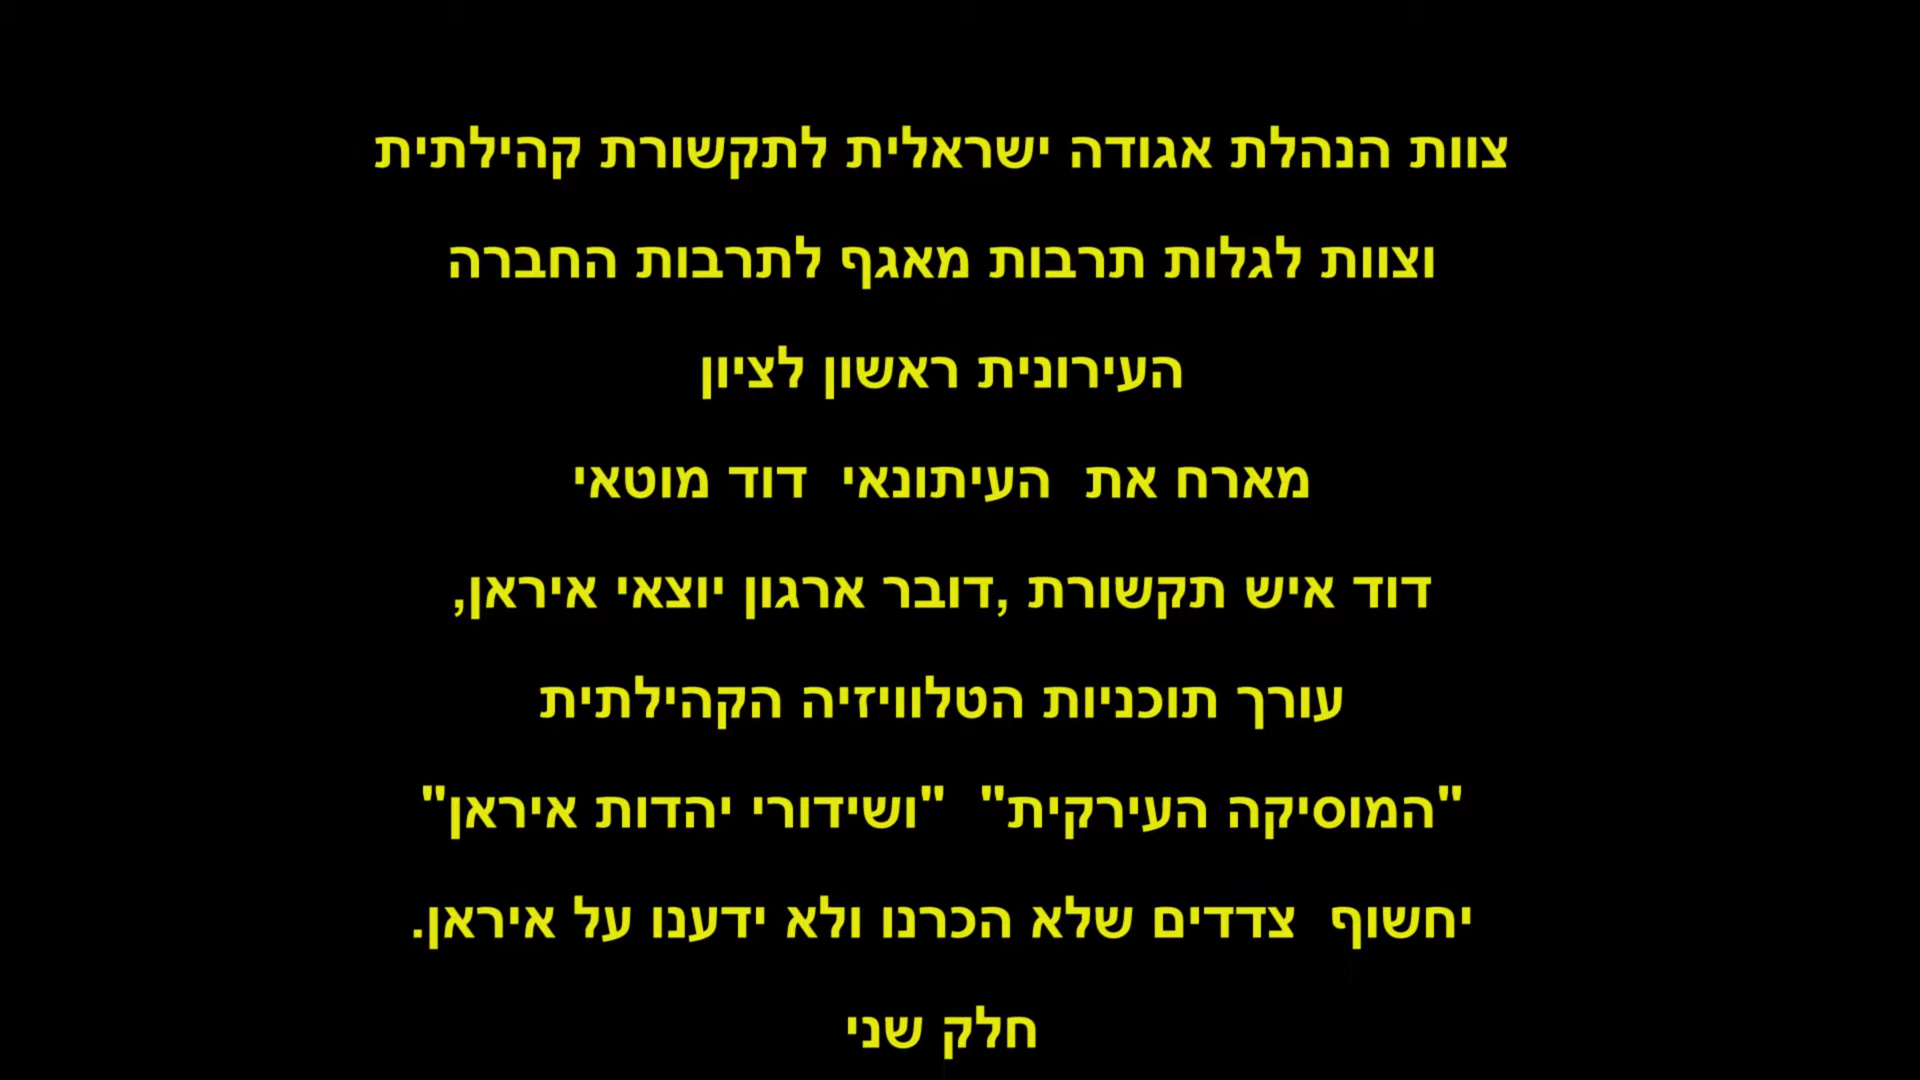 צוות הנהלת אגודה ישראלית לתקשורת קהילתית
וצוות לגלות תרבות מאגף לתרבות החברה
העירונית ראשון לציון
מארח את  העיתונאי  דוד מוטאי
דוד איש תקשורת ,דובר ארגון יוצאי איראן,
עורך תוכניות הטלוויזיה הקהילתית
"המוסיקה העירקית"  "ושידורי יהדות איראן"
יחשוף  צדדים שלא הכרנו ולא ידענו על איראן.
חלק שני